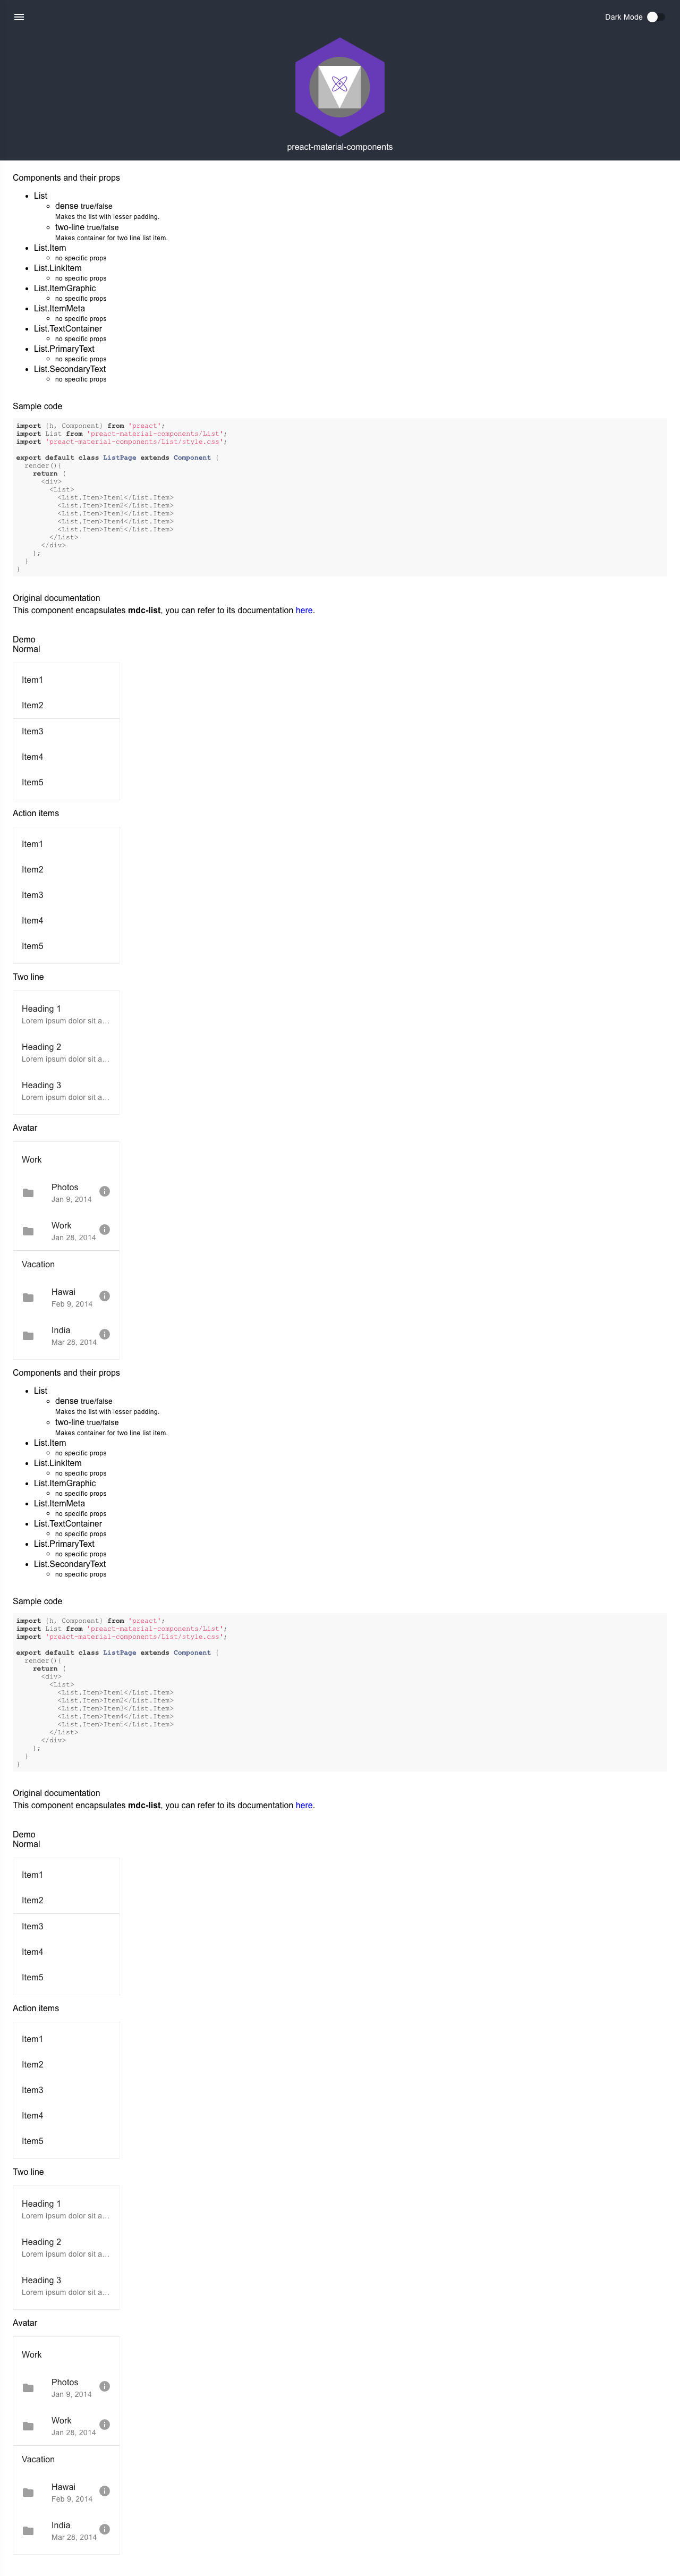 Dark Mode
preact-material-components
Components and their props
List
dense true/false
Makes the list with lesser padding.
two-line true/false
Makes container for two line list item.
List.Item
no specific props
List.LinkItem
no specific props
List.ItemGraphic
no specific props
List.ItemMeta
no specific props
List.TextContainer
no specific props
List.PrimaryText
no specific props
List.SecondaryText
no specific props
Sample code
import {h, Component} from 'preact';
import List from 'preact-material-components/List';
import 'preact-material-components/List/style.css';
export default class ListPage extends Component {
render(){
return (
<div>
<List>
<List.Item>Item1</List.Item>
<List.Item>Item2</List.Item>
<List.Item>Item3</List.Item>
<List.Item>Item4</List.Item>
<List.Item>Item5</List.Item>
</List>
</div>
);
}
}
Original documentation
This component encapsulates mdc-list, you can refer to its documentation here.
Demo
Normal
Item1
Item2
Item3
Item4
Item5
Action items
Item1
Item2
Item3
Item4
Item5
Two line
Heading 1
Lorem ipsum dolor sit a...
Heading 2
Lorem ipsum dolor sit a...
Heading 3
Lorem ipsum dolor sit a...
Avatar
Work
Photos
Jan 9, 2014
Work
Jan 28, 2014
Vacation
Hawai
Feb 9, 2014
India
Mar 28, 2014
Components and their props
List
dense true/false
Makes the list with lesser padding.
two-line true/false
Makes container for two line list item.
List.Item
no specific props
List.LinkItem
no specific props
List.ItemGraphic
no specific props
List.ItemMeta
no specific props
List.TextContainer
no specific props
List.PrimaryText
no specific props
List.SecondaryText
no specific props
Sample code
import {h, Component} from 'preact';
import List from 'preact-material-components/List';
import 'preact-material-components/List/style.css';
export default class ListPage extends Component {
render(){
return (
<div>
<List>
<List.Item>Item1</List.Item>
<List.Item>Item2</List.Item>
<List.Item>Item3</List.Item>
<List.Item>Item4</List.Item>
<List.Item>Item5</List.Item>
</List>
</div>
);
}
}
Original documentation
This component encapsulates mdc-list, you can refer to its documentation here.
Demo
Normal
Item1
Item2
Item3
Item4
Item5
Action items
Item1
Item2
Item3
Item4
Item5
Two line
Heading 1
Lorem ipsum dolor sit a...
Heading 2
Lorem ipsum dolor sit a...
Heading 3
Lorem ipsum dolor sit a...
Avatar
Work
Photos
Jan 9, 2014
Work
Jan 28, 2014
Vacation
Hawai
Feb 9, 2014
India
Mar 28, 2014